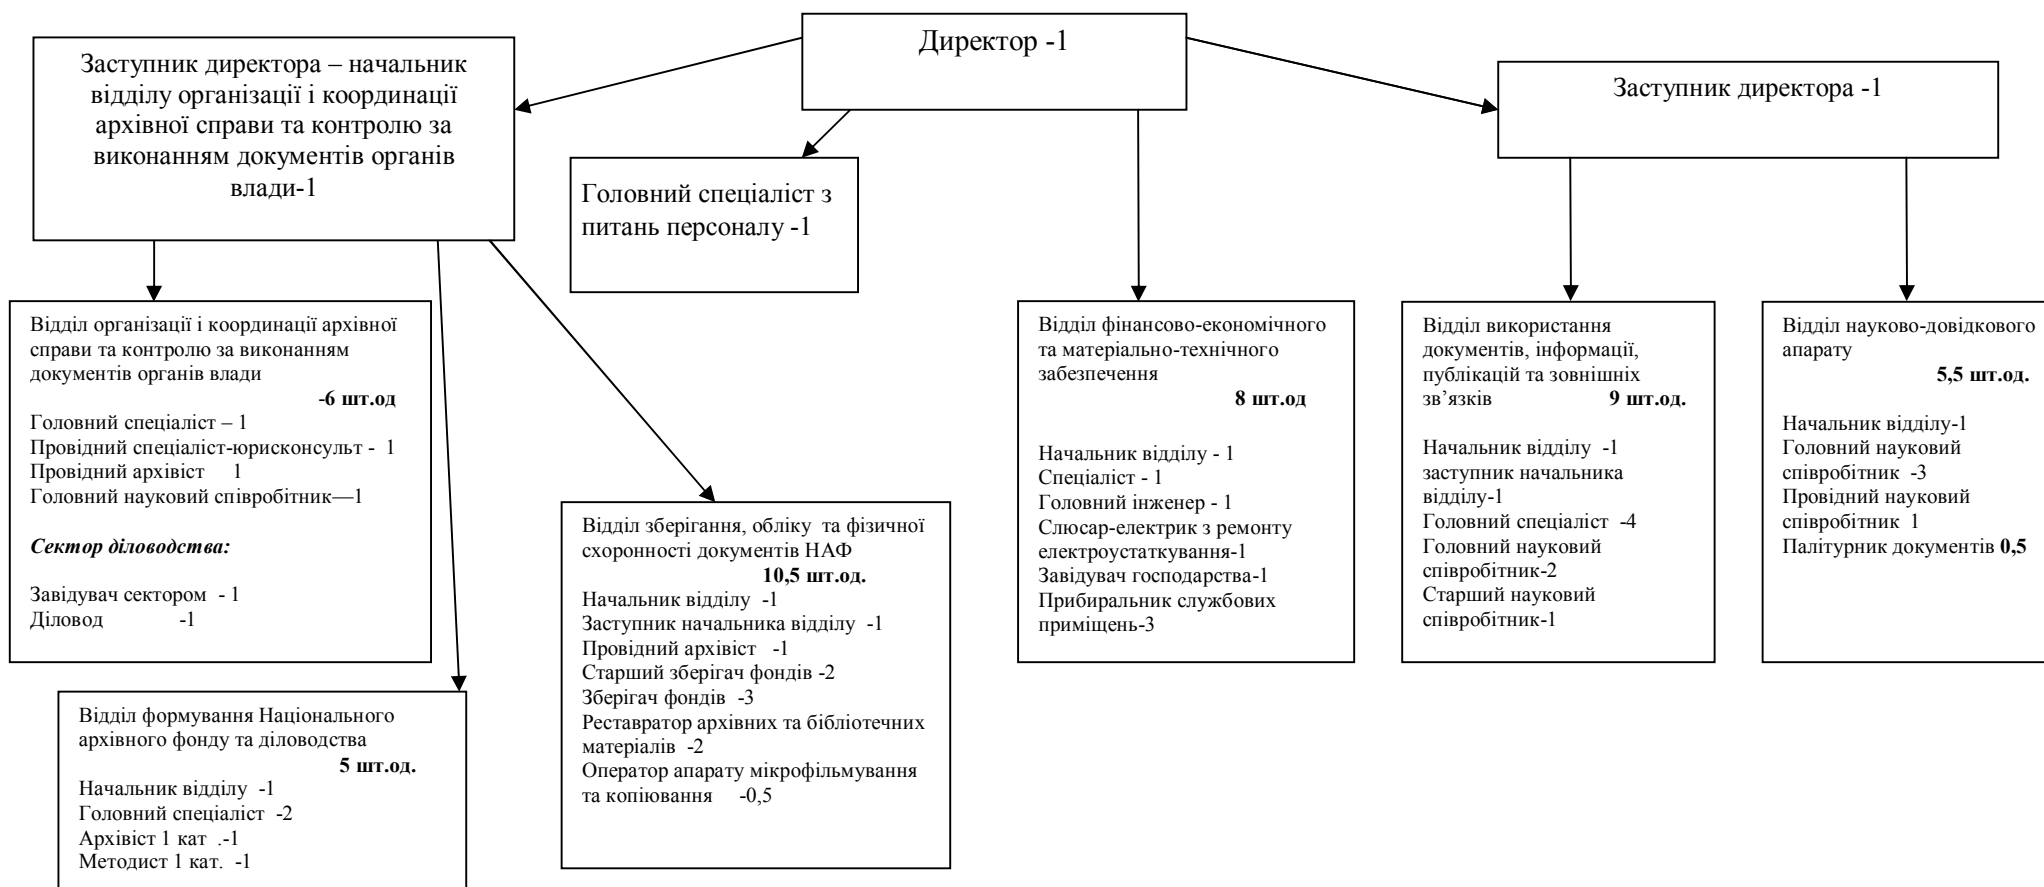 Директор -1
Заступник директора – начальник
відділу організації і координації
архівної справи та контролю за
виконанням документів органів
влади-1
Заступник директора -1
Головний спеціаліст з
питань персоналу -1
Відділ організації і координації архівної
справи та контролю за виконанням
документів органів влади
-6 шт.од
Головний спеціаліст – 1
Провідний спеціаліст-юрисконсульт - 1
Провідний архівіст 1
Головний науковий співробітник—1
Сектор діловодства:
Завідувач сектором - 1
Діловод -1
Відділ формування Національного
архівного фонду та діловодства
5 шт.од.
Начальник відділу -1
Головний спеціаліст -2
Архівіст 1 кат .-1
Методист 1 кат. -1
Відділ зберігання, обліку та фізичної
схоронності документів НАФ
10,5 шт.од.
Начальник відділу -1
Заступник начальника відділу -1
Провідний архівіст -1
Старший зберігач фондів -2
Зберігач фондів -3
Реставратор архівних та бібліотечних
матеріалів -2
Оператор апарату мікрофільмування
та копіювання -0,5
Відділ фінансово-економічного
та матеріально-технічного
забезпечення
8 шт.од
Начальник відділу - 1
Спеціаліст - 1
Головний інженер - 1
Слюсар-електрик з ремонту
електроустаткування-1
Завідувач господарства-1
Прибиральник службових
приміщень-3
Відділ використання
документів, інформації,
публікацій та зовнішніх
зв’язків 9 шт.од.
Начальник відділу -1
заступник начальника
відділу-1
Головний спеціаліст -4
Головний науковий
співробітник-2
Старший науковий
співробітник-1
Відділ науково-довідкового
апарату
5,5 шт.од.
Начальник відділу-1
Головний науковий
співробітник -3
Провідний науковий
співробітник 1
Палітурник документів 0,5